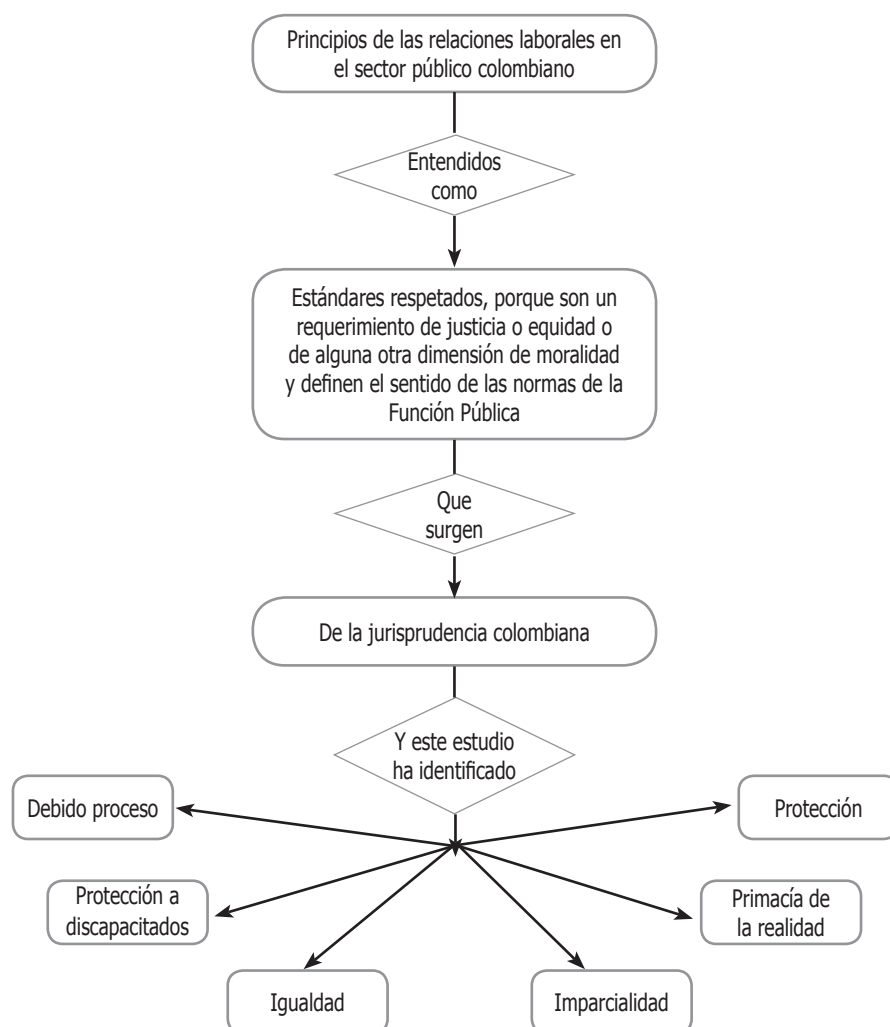 Principios de las relaciones laborales en
el sector público colombiano
Entendidos
como
Estándares respetados, porque son un
requerimiento de justicia o equidad o
de alguna otra dimensión de moralidad
y definen el sentido de las normas de la
Función Pública
Que
surgen
De la jurisprudencia colombiana
Y este estudio
ha identificado
Debido proceso
Protección
Protección a
discapacitados
Primacía de
la realidad
Igualdad
Imparcialidad